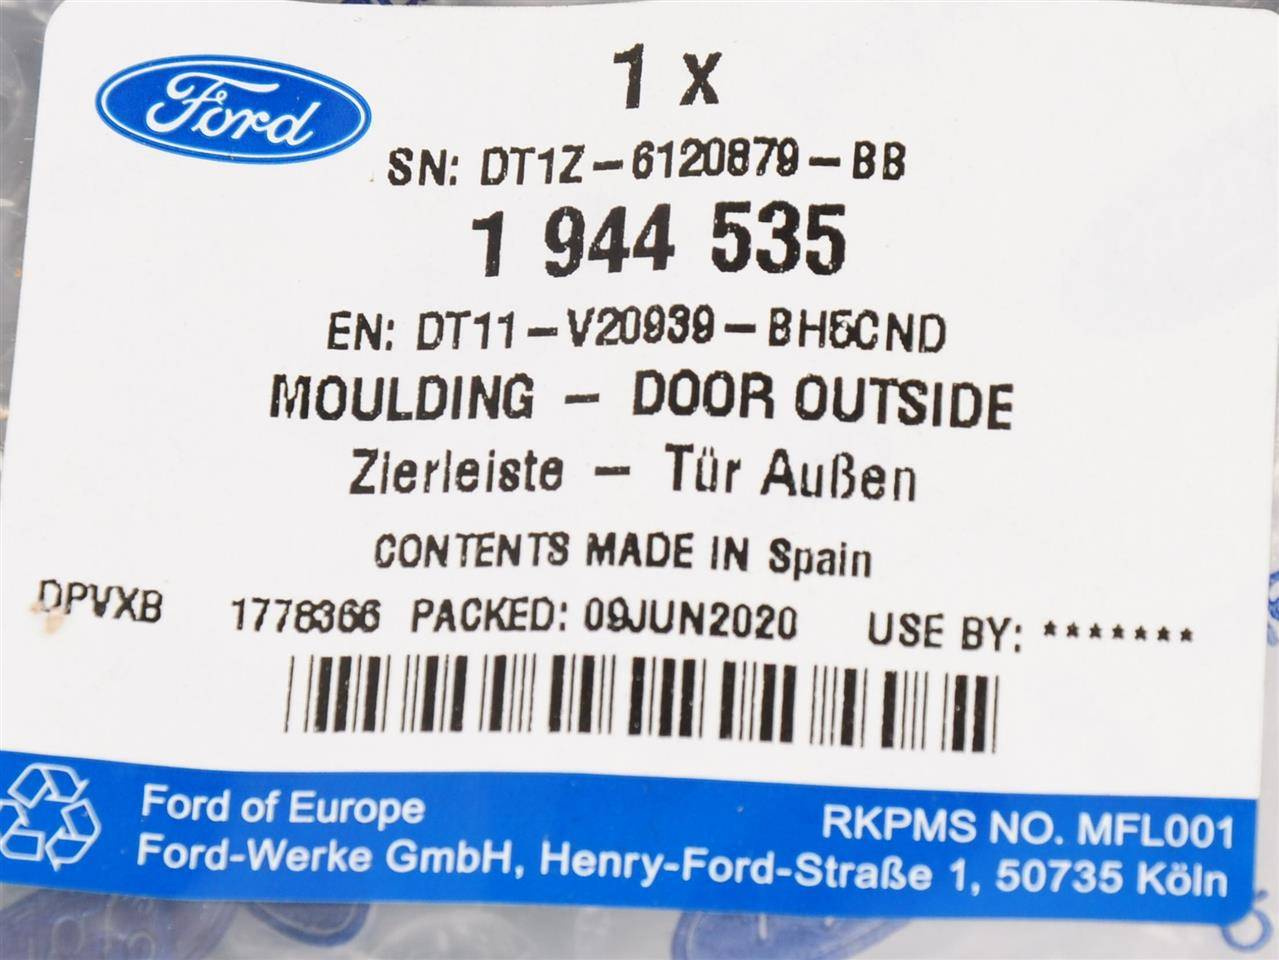 Ford
1 x
SN: DT1Z-6120879-BB
1 944 535
EN: DT11-V20939-BH5CND
MOULDING - DOOR OUTSIDE
Zierleiste - Tür Außen
CONTENTS MADE IN Spain
DPVXB 1778366 PACKED: 09JUN2020 USE BY: *******
Ford of Europe
RKPMS NO. MFL001
Ford-Werke GmbH, Henry-Ford-Straße 1, 50735 Köln